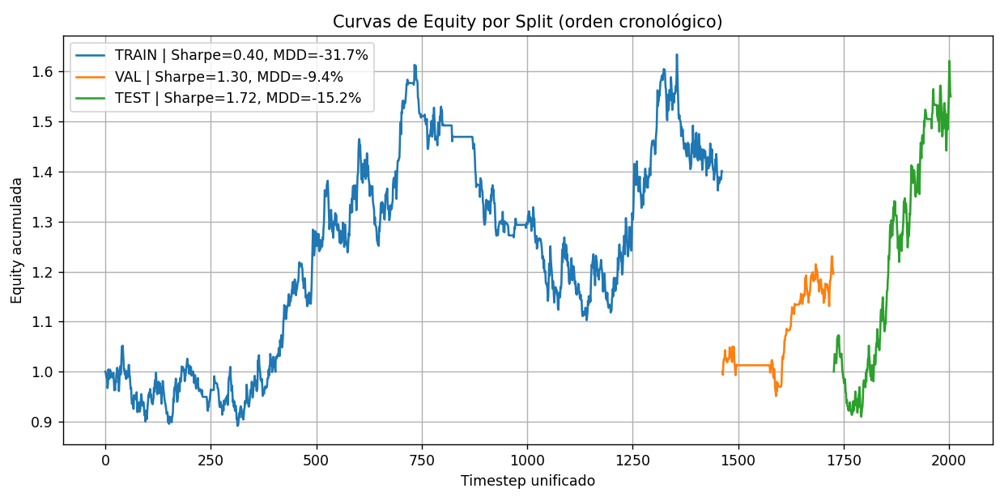 Curvas de Equity por Split (orden cronológico)
TRAIN | Sharpe=0.40, MDD=-31.7%
VAL | Sharpe=1.30, MDD=-9.4%
TEST | Sharpe=1.72, MDD=-15.2%
Equity acumulada
1.6
1.5
1.4
1.3
1.2
1.1
1.0
0.9
0 250 500 750 1000 1250 1500 1750 2000
Timestep unificado